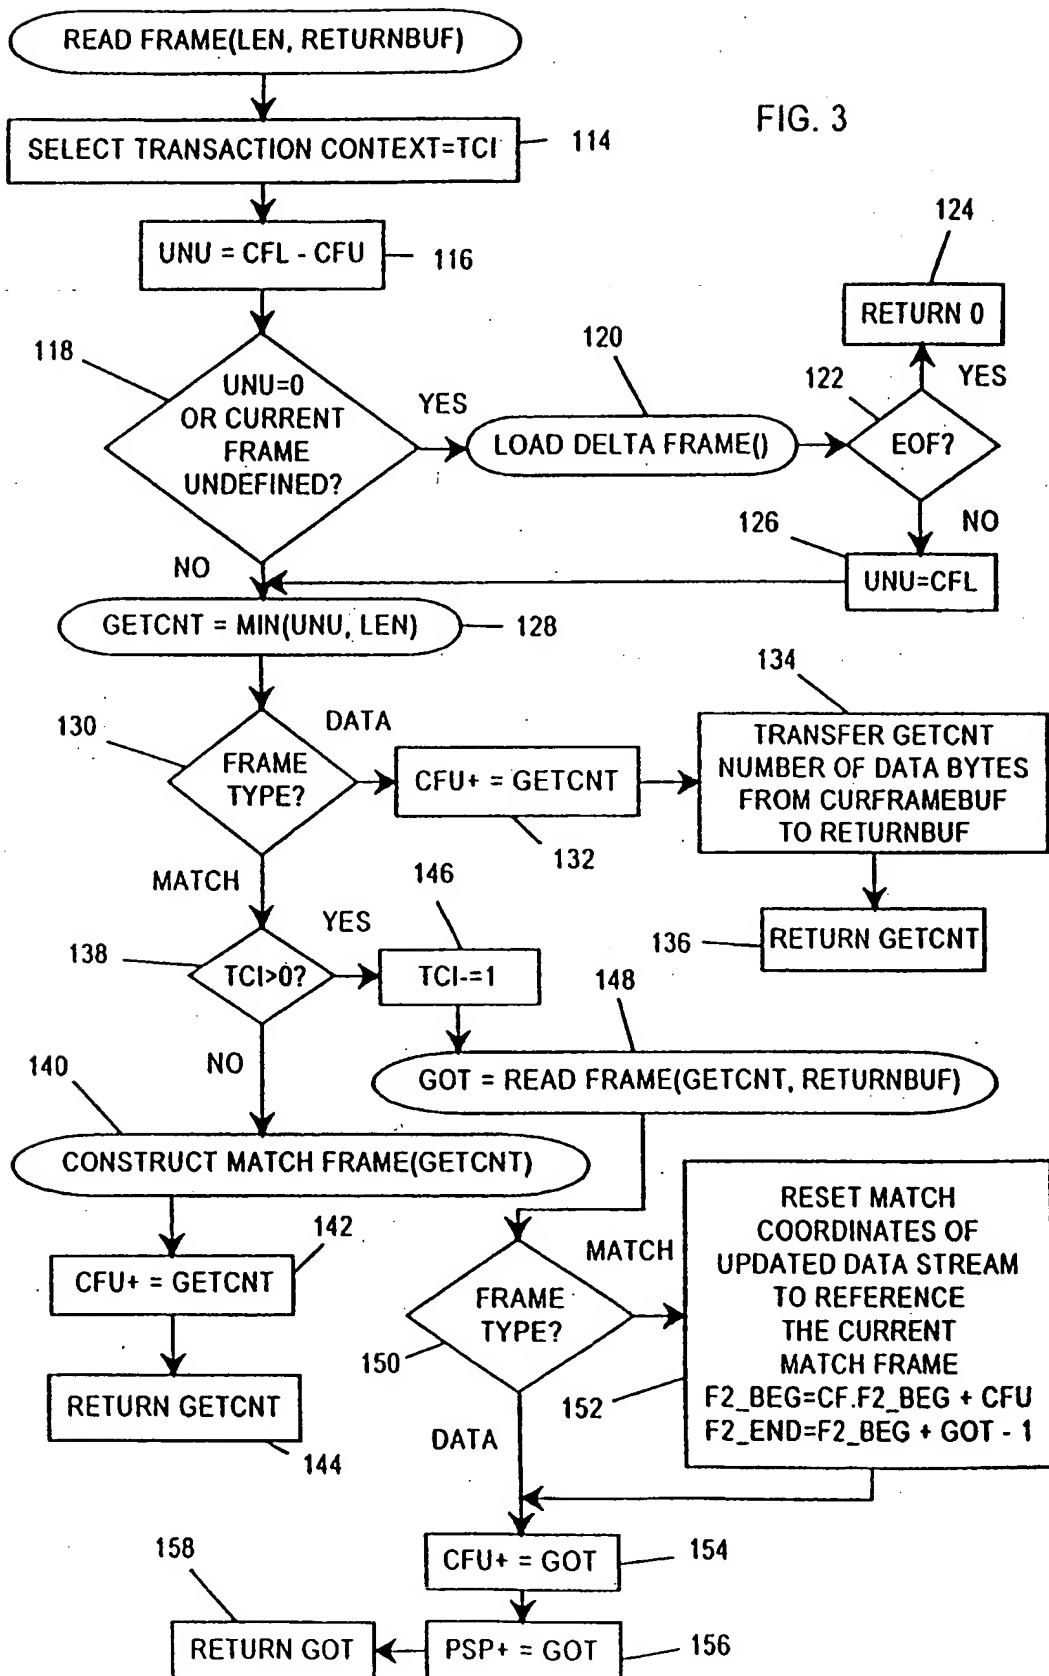 READ FRAME(LEN, RETURNBUF)
FIG. 3
SELECT TRANSACTION CONTEXT=TCI
114
UNU = CFL - CFU
116
124
RETURN 0
118
UNU=0
OR CURRENT
FRAME
UNDEFINED?
YES
120
LOAD DELTA FRAME()
122
EOF?
YES
NO
126
UNU=CFL
NO
GETCNT = MIN(UNU, LEN)
128
130
FRAME
TYPE?
DATA
CFU+ = GETCNT
132
134
TRANSFER GETCNT
NUMBER OF DATA BYTES
FROM CURFRAMEBUF
TO RETURNBUF
136
RETURN GETCNT
MATCH
138
TCI>0?
YES
146
TCI-=1
148
GOT = READ FRAME(GETCNT, RETURNBUF)
NO
140
CONSTRUCT MATCH FRAME(GETCNT)
142
CFU+ = GETCNT
RETURN GETCNT
144
150
FRAME
TYPE?
MATCH
RESET MATCH
COORDINATES OF
UPDATED DATA STREAM
TO REFERENCE
THE CURRENT
MATCH FRAME
F2_BEG=CF.F2_BEG + CFU
F2_END=F2_BEG + GOT - 1
152
DATA
CFU+ = GOT
154
PSP+ = GOT
156
158
RETURN GOT